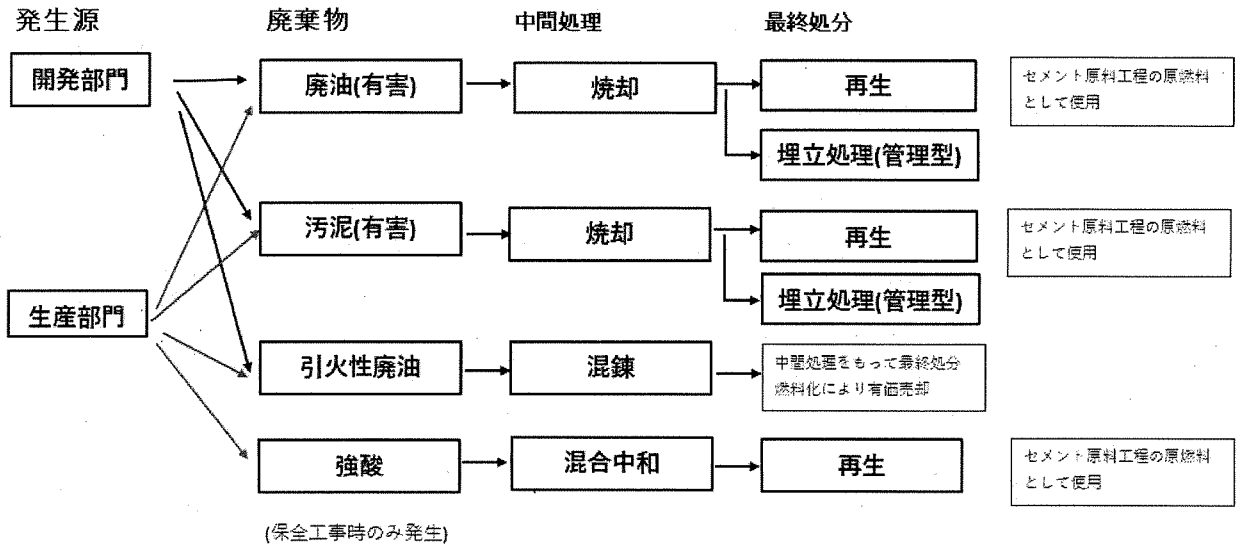 発生源
廃棄物
中間処理
最終処分
開発部門
廃油(有害)
焼却
再生
セメント原料工程の原燃料
として使用
埋立処理(管理型)
汚泥(有害)
焼却
再生
セメント原料工程の原燃料
として使用
埋立処理(管理型)
生産部門
引火性廃油
混錬
中間処理をもって最終処分
燃料化により有価売却
強酸
混合中和
再生
セメント原料工程の原燃料
として使用
(保全工事時のみ発生)